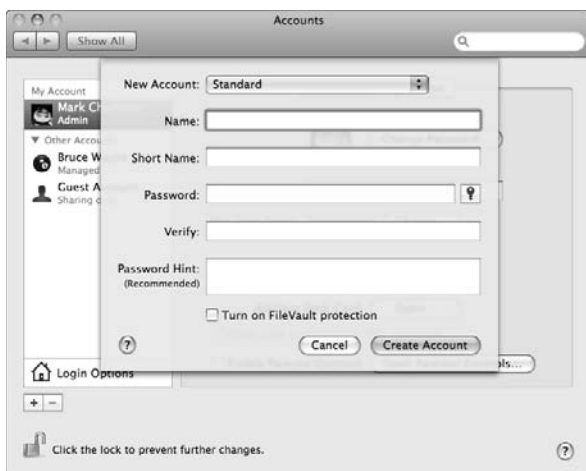 Accounts
Show All
My Account
Mark Ch
Admin
Other Accou
Bruce W
Managed
Guest A
Sharing o
Login Options
+ −
New Account: Standard
Name:
Short Name:
Password:
Verify:
Password Hint:
(Recommended)
Turn on FileVault protection
?
Cancel
Create Account
ols...
Click the lock to prevent further changes.
?